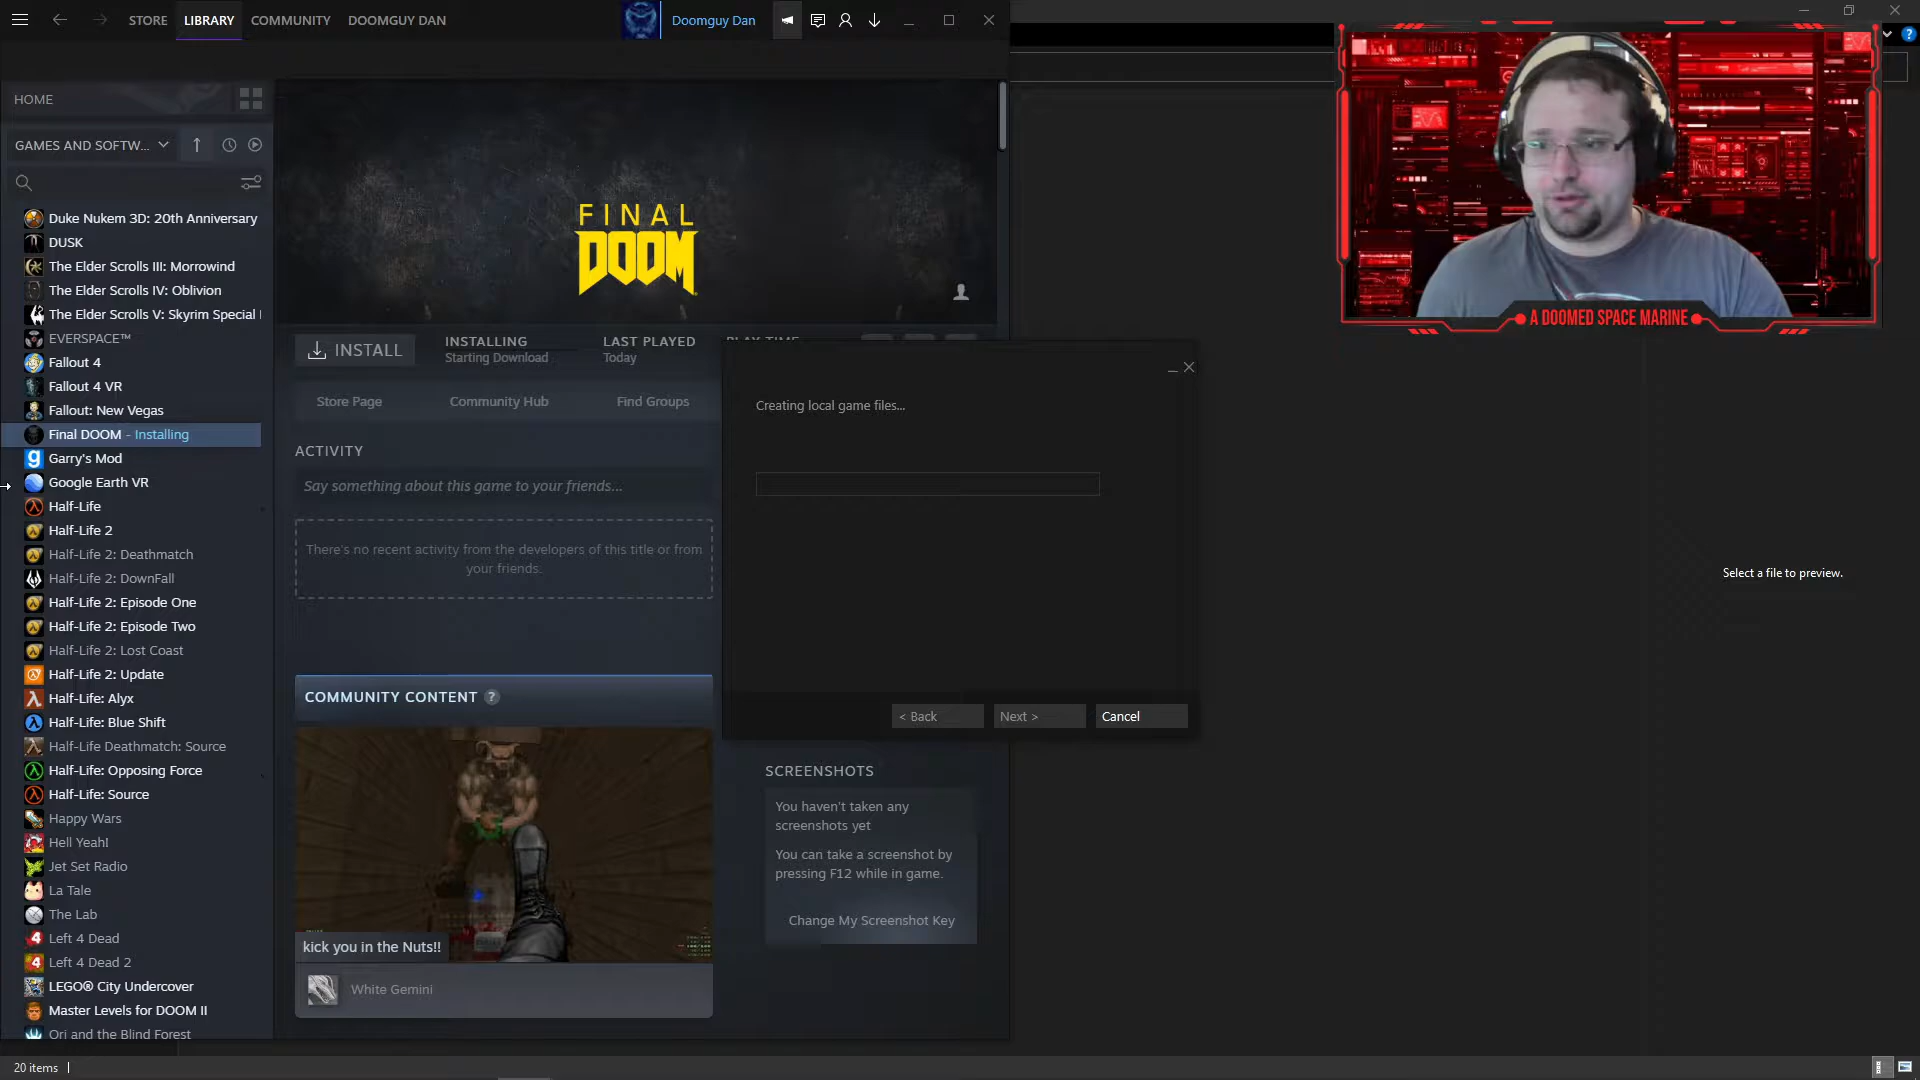 STORE
LIBRARY
COMMUNITY
DOOMGUY DAN
Doomguy Dan
HOME
GAMES AND SOFTW...
Duke Nukem 3D: 20th Anniversary
DUSK
The Elder Scrolls III: Morrowind
The Elder Scrolls IV: Oblivion
The Elder Scrolls V: Skyrim Special
EVERSPACE™
Fallout 4
Fallout 4 VR
Fallout: New Vegas
Final DOOM - Installing
Garry's Mod
Google Earth VR
Half-Life
Half-Life 2
Half-Life 2: Deathmatch
Half-Life 2: DownFall
Half-Life 2: Episode One
Half-Life 2: Episode Two
Half-Life 2: Lost Coast
Half-Life 2: Update
Half-Life: Alyx
Half-Life: Blue Shift
Half-Life Deathmatch: Source
Half-Life: Opposing Force
Half-Life: Source
Happy Wars
Hell Yeah!
Jet Set Radio
La Tale
The Lab
Left 4 Dead
Left 4 Dead 2
LEGO® City Undercover
Master Levels for DOOM II
Ori and the Blind Forest
20 items
FINAL
DOOM
INSTALL
INSTALLING
Starting Download
LAST PLAYED
Today
PLAY TIME
Store Page
Community Hub
Find Groups
ACTIVITY
Say something about this game to your friends...
There's no recent activity from the developers of this title or from
your friends.
COMMUNITY CONTENT ?
kick you in the Nuts!!
White Gemini
Creating local game files...
< Back
Next >
Cancel
SCREENSHOTS
You haven't taken any
screenshots yet
You can take a screenshot by
pressing F12 while in game.
Change My Screenshot Key
A DOOMED SPACE MARINE
Select a file to preview.